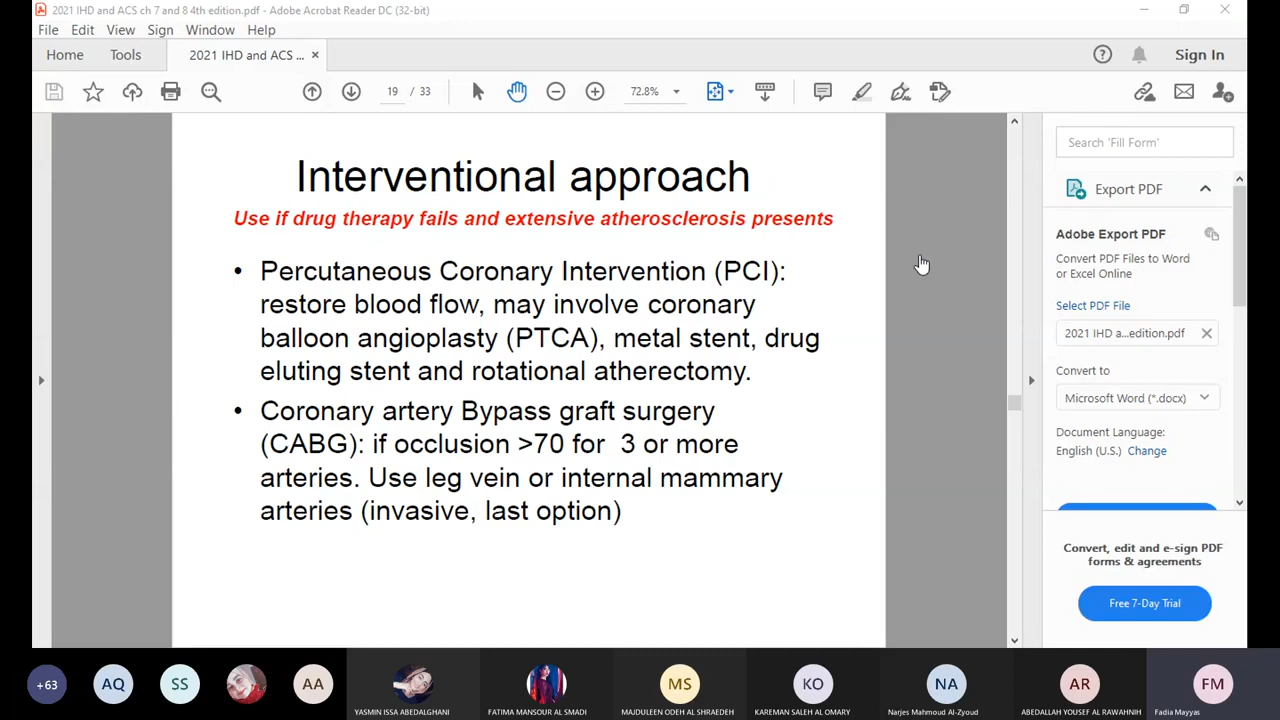 2021 IHD and ACS ch 7 and 8 4th edition.pdf - Adobe Acrobat Reader DC (32-bit)
File Edit View Sign Window Help
Home Tools 2021 IHD and ACS ... × Sign In
19 / 33 72.8%
Interventional approach
Use if drug therapy fails and extensive atherosclerosis presents
• Percutaneous Coronary Intervention (PCI):
restore blood flow, may involve coronary
balloon angioplasty (PTCA), metal stent, drug
eluting stent and rotational atherectomy.
• Coronary artery Bypass graft surgery
(CABG): if occlusion >70 for 3 or more
arteries. Use leg vein or internal mammary
arteries (invasive, last option)
Search 'Fill Form'
Export PDF
Adobe Export PDF
Convert PDF Files to Word
or Excel Online
Select PDF File
2021 IHD a...edition.pdf
Convert to
Microsoft Word (*.docx)
Document Language:
English (U.S.) Change
Convert, edit and e-sign PDF
forms & agreements
Free 7-Day Trial
+63 AQ SS AA MS KO NA AR FM
YASMIN ISSA ABEDALGHANI FATIMA MANSOUR AL SMADI MAJDULEEN ODEH AL SHRAEDEH KAREMAN SALEH AL OMARY Narjes Mahmoud Al-Zyoud ABEDALLAH YOUSEF AL RAWAHNIH Fadia Mayyas